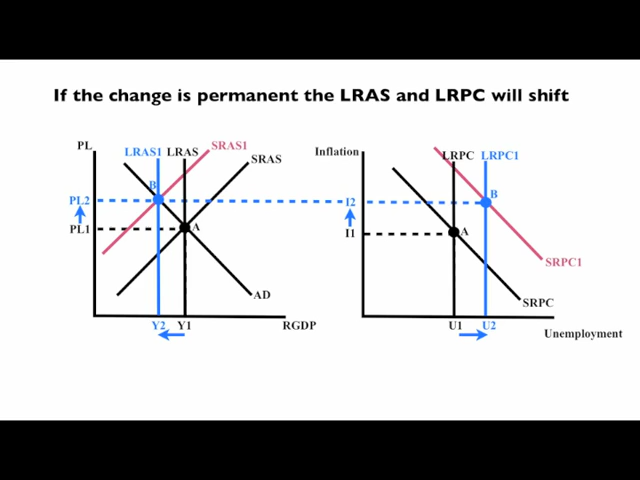 If the change is permanent the LRAS and LRPC will shift
PL
LRAS1
LRAS
SRAS1
SRAS
B
A
PL2
PL1
AD
Y2
Y1
RGDP
Inflation
LRPC
LRPC1
B
A
I2
I1
SRPC1
SRPC
U1
U2
Unemployment